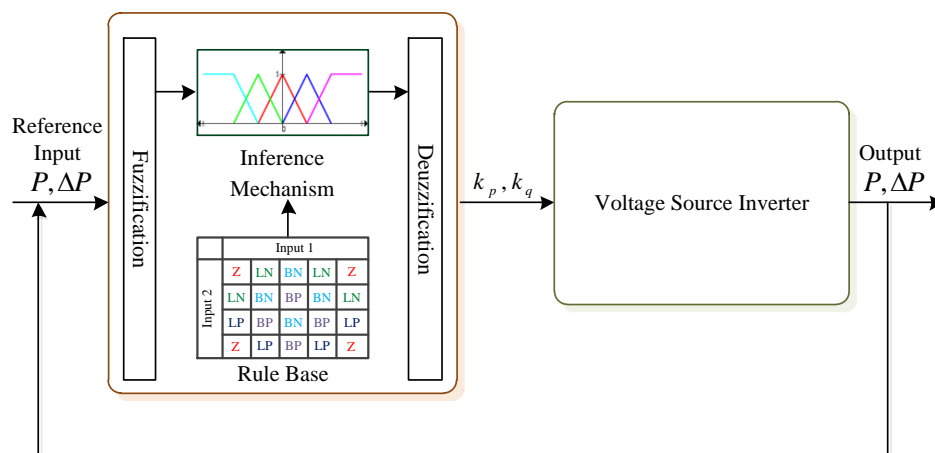 Reference
Input
P, ΔP
Fuzzification
1
0
Inference
Mechanism
Input 1
Input 2
Z LN BN LN Z
LN BN BP BN LN
LP BP BN BP LP
Z LP BP LP Z
Rule Base
Deuzzification
k_p, k_q
Voltage Source Inverter
Output
P, ΔP